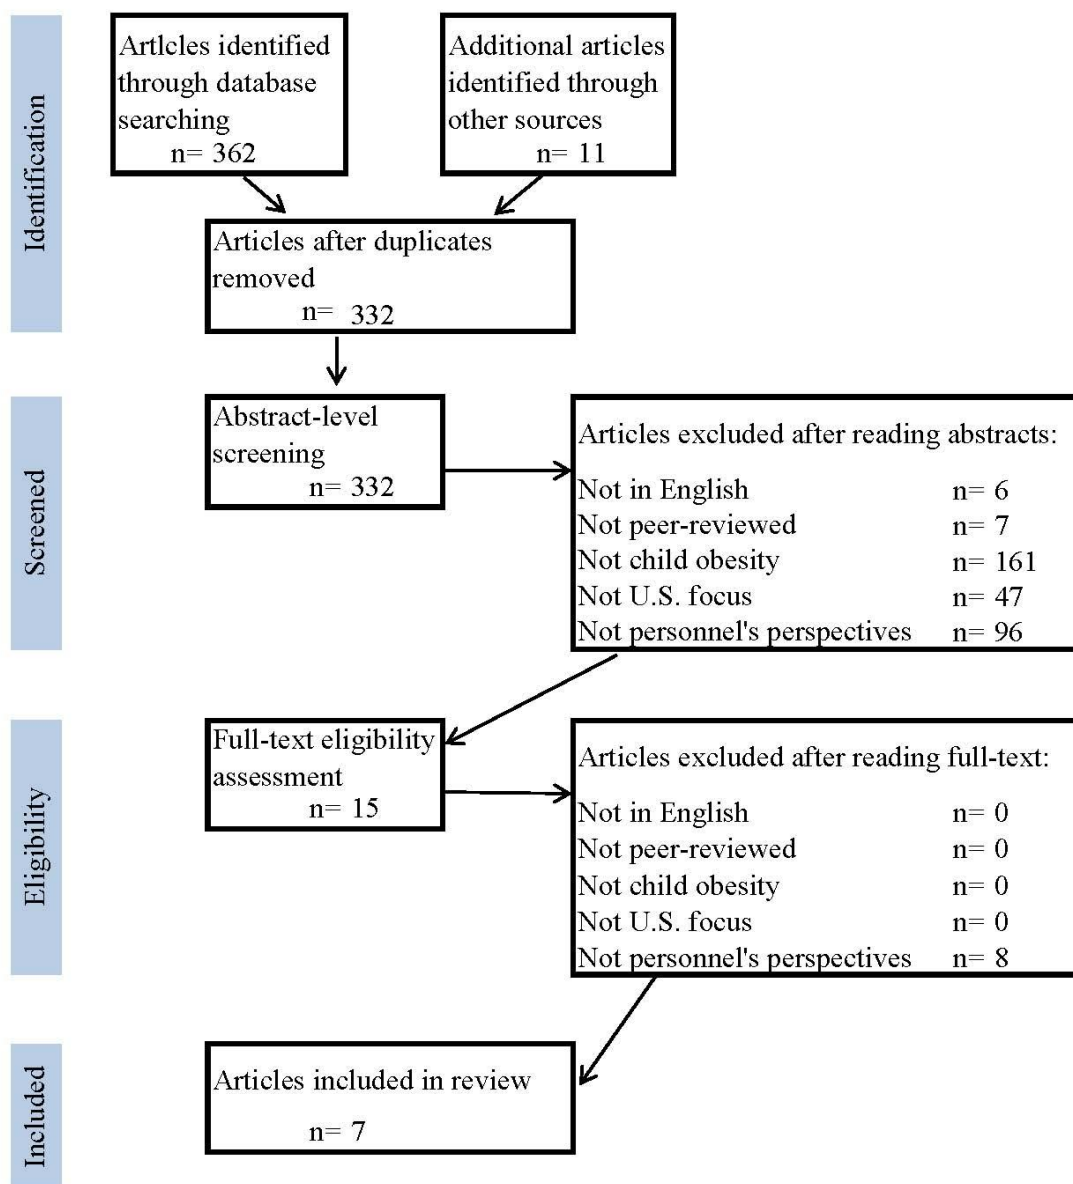 Identification
Artlcles identified
through database
searching
n= 362
Additional articles
identified through
other sources
n= 11
Articles after duplicates
removed
n= 332
Screened
Abstract-level
screening
n= 332
Articles excluded after reading abstracts:
Not in English n= 6
Not peer-reviewed n= 7
Not child obesity n= 161
Not U.S. focus n= 47
Not personnel's perspectives n= 96
Eligibility
Full-text eligibility
assessment
n= 15
Articles excluded after reading full-text:
Not in English n= 0
Not peer-reviewed n= 0
Not child obesity n= 0
Not U.S. focus n= 0
Not personnel's perspectives n= 8
Included
Articles included in review
n= 7